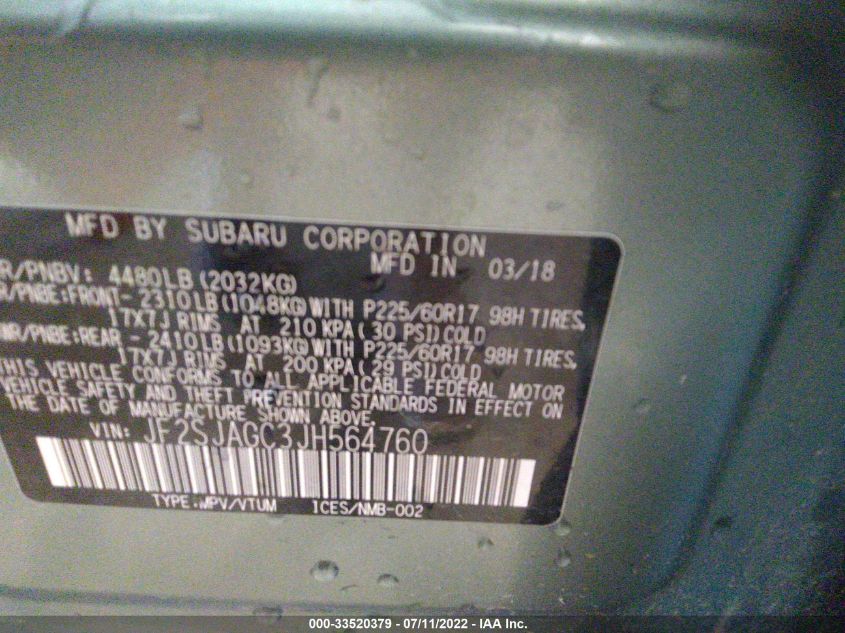 MFD BY SUBARU CORPORATION
MFD IN 03/18
R/PNBV: 4480LB(2032KG)
R/PNBE:FRONT- 2310LB(1048KG)WITH P225/60R17 98H TIRES,
17X7J RIMS AT 210 KPA( 30 PSI)COLD
WR/PNBE:REAR - 2410LB(1093KG)WITH P225/60R17 98H TIRES,
17X7J RIMS AT 200 KPA( 29 PSI)COLD
THIS VEHICLE CONFORMS TO ALL APPLICABLE FEDERAL MOTOR
VEHICLE SAFETY AND THEFT PREVENTION STANDARDS IN EFFECT ON
THE DATE OF MANUFACTURE SHOWN ABOVE.
VIN: JF2SJAGC3JH564760
TYPE.MPV/VTUM ICES/NMB-002
000-33520379 - 07/11/2022 - IAA Inc.